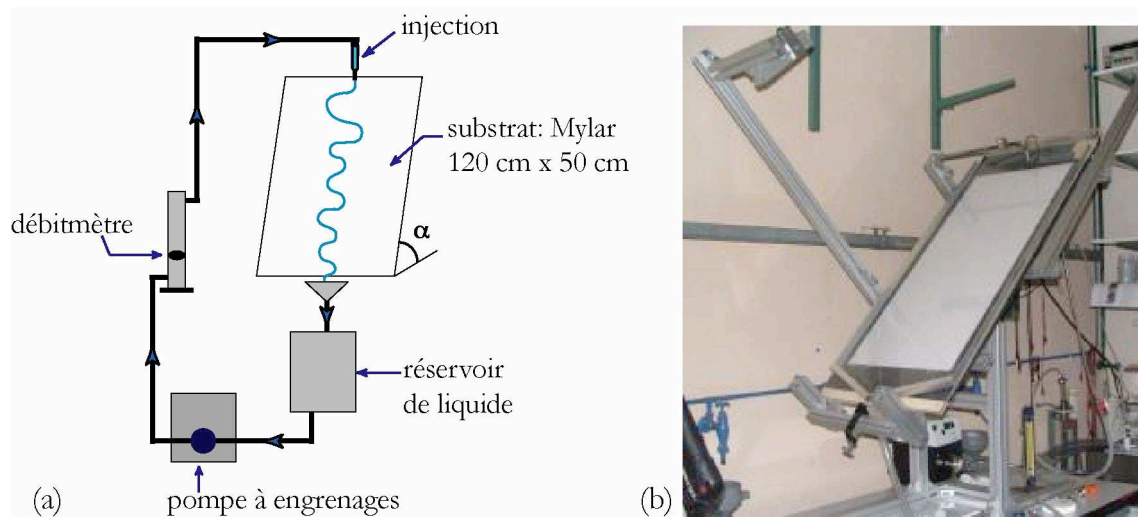 injection
substrat: Mylar
120 cm x 50 cm
débitmètre
α
réservoir
de liquide
(a)
pompe à engrenages
(b)